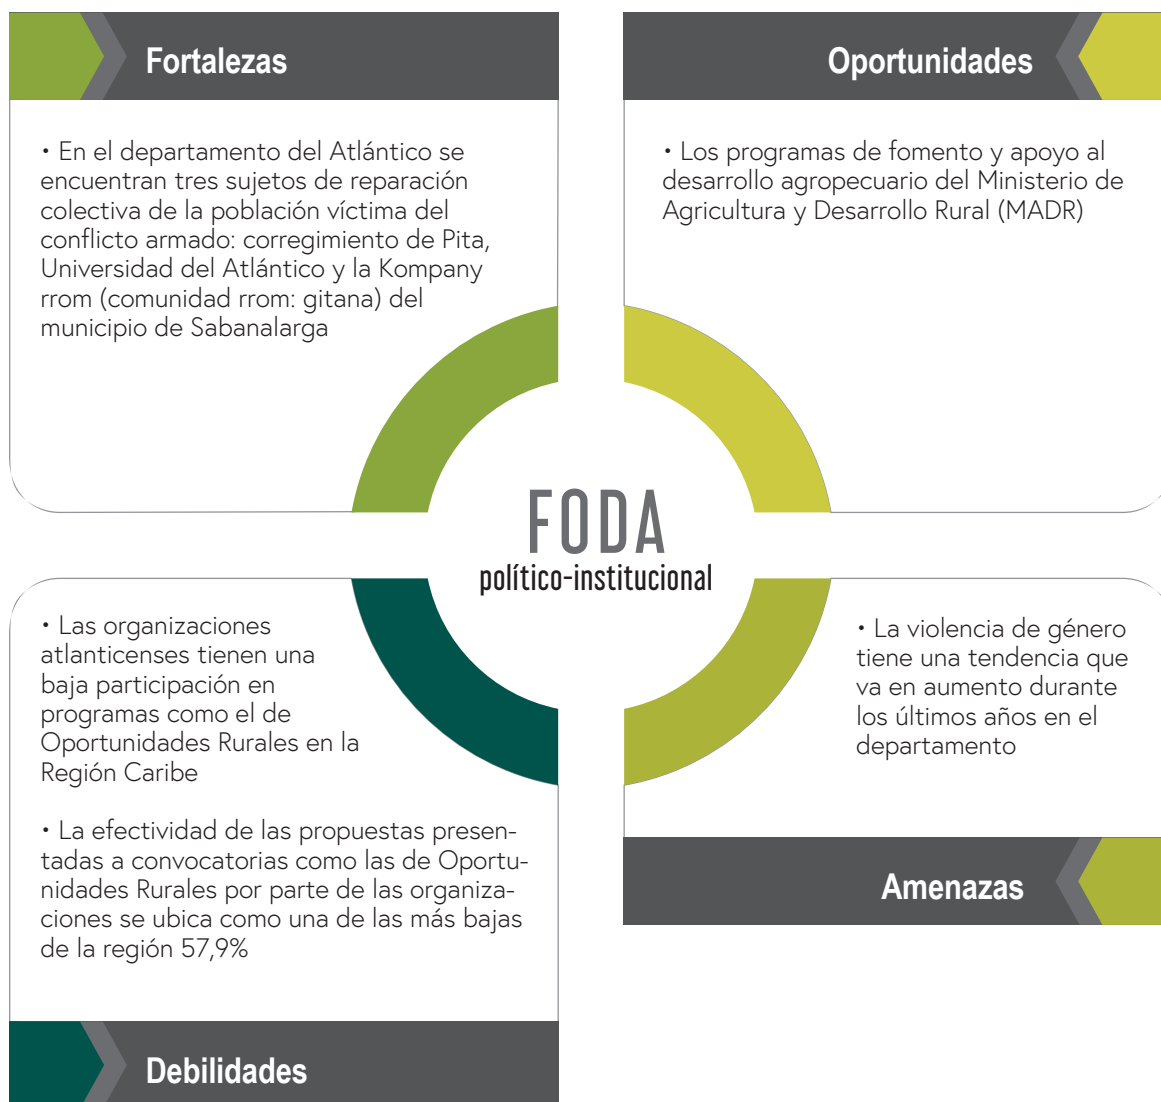 Fortalezas
• En el departamento del Atlántico se
encuentran tres sujetos de reparación
colectiva de la población víctima del
conflicto armado: corregimiento de Pita,
Universidad del Atlántico y la Kompany
rrom (comunidad rrom: gitana) del
municipio de Sabanalarga
Oportunidades
• Los programas de fomento y apoyo al
desarrollo agropecuario del Ministerio de
Agricultura y Desarrollo Rural (MADR)
FODA
político-institucional
• Las organizaciones
atlanticenses tienen una
baja participación en
programas como el de
Oportunidades Rurales en la
Región Caribe
• La efectividad de las propuestas presen-
tadas a convocatorias como las de Oportu-
nidades Rurales por parte de las organiza-
ciones se ubica como una de las más bajas
de la región 57,9%
Debilidades
• La violencia de género
tiene una tendencia que
va en aumento durante
los últimos años en el
departamento
Amenazas